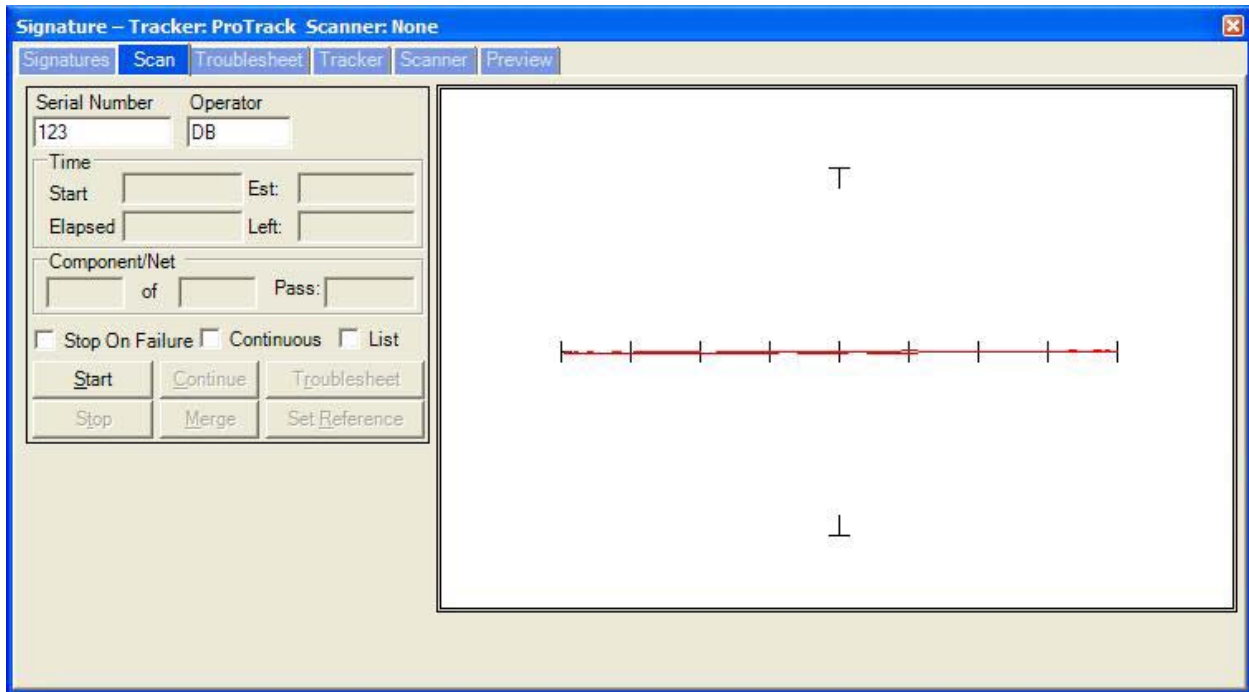 Signature – Tracker: ProTrack Scanner: None
Signatures Scan Troublesheet Tracker Scanner Preview
Serial Number Operator
123 DB
Time
Start Est:
Elapsed Left:
Component/Net
of Pass:
Stop On Failure Continuous List
Start Continue Troublesheet
Stop Merge Set Reference